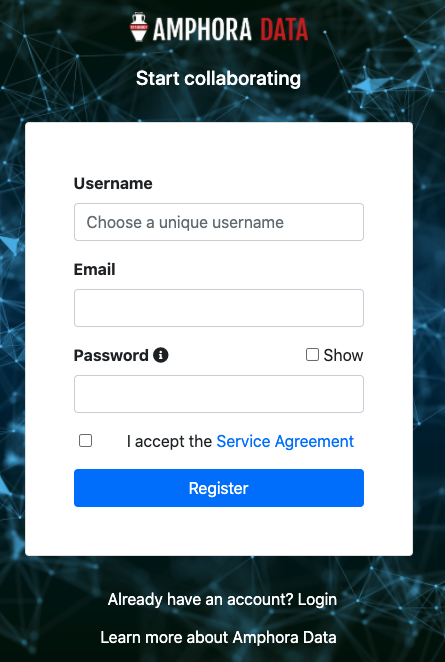 AMPHORA DATA
Start collaborating
Username
Choose a unique username
Email
Password
Show
I accept the Service Agreement
Register
Already have an account? Login
Learn more about Amphora Data